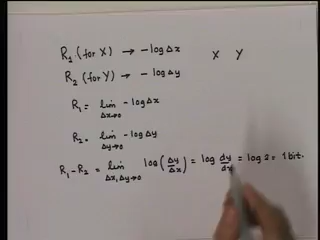 R₁ (for X) → -log Δx X Y
R₂ (for Y) → -log Δy
R₁ = lim Δx→0 -log Δx
R₂ = lim Δy→0 -log Δy
R₁ - R₂ = lim Δx,Δy→0 log (Δy/Δx) = log dy/dx = log 2 = 1 bit.